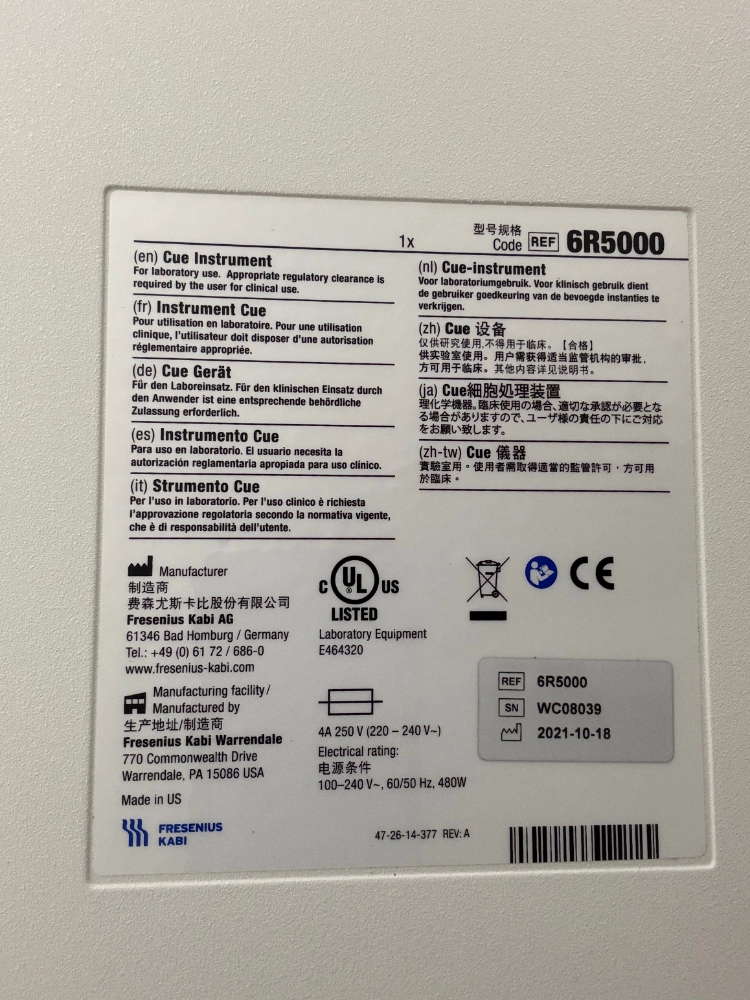 1x
型号规格
Code REF 6R5000
(en) Cue Instrument
For laboratory use. Appropriate regulatory clearance is
required by the user for clinical use.
(fr) Instrument Cue
Pour utilisation en laboratoire. Pour une utilisation
clinique, l'utilisateur doit disposer d'une autorisation
réglementaire appropriée.
(de) Cue Gerät
Für den Laboreinsatz. Für den klinischen Einsatz durch
den Anwender ist eine entsprechende behördliche
Zulassung erforderlich.
(es) Instrumento Cue
Para uso en laboratorio. El usuario necesita la
autorización reglamentaria apropiada para uso clínico.
(it) Strumento Cue
Per l'uso in laboratorio. Per l'uso clinico è richiesta
l'approvazione regolatoria secondo la normativa vigente,
che è di responsabilità dell'utente.
(nl) Cue-instrument
Voor laboratoriumgebruik. Voor klinisch gebruik dient
de gebruiker goedkeuring van de bevoegde instanties te
verkrijgen.
(zh) Cue 设备
仅供研究使用,不得用于临床。【合格】
供实验室使用。用户需获得适当监管机构的审批,
方可用于临床。其他内容详见说明书。
(ja) Cue細胞処理装置
理化学機器。臨床使用の場合、適切な承認が必要とな
る場合がありますので、ユーザ様の責任の下にご対応
をお願い致します。
(zh-tw) Cue 儀器
實驗室用。使用者需取得適當的監管許可,方可用
於臨床。
Manufacturer
制造商
费森尤斯卡比股份有限公司
Fresenius Kabi AG
61346 Bad Homburg / Germany
Tel.: +49 (0) 61 72 / 686-0
www.fresenius-kabi.com
Manufacturing facility/
Manufactured by
生产地址/制造商
Fresenius Kabi Warrendale
770 Commonwealth Drive
Warrendale, PA 15086 USA
Made in US
FRESENIUS
KABI
C UL US
LISTED
Laboratory Equipment
E464320
4A 250 V (220 – 240 V~)
Electrical rating:
电源条件
100–240 V~, 60/50 Hz, 480W
47-26-14-377 REV: A
CE
REF 6R5000
SN WC08039
2021-10-18